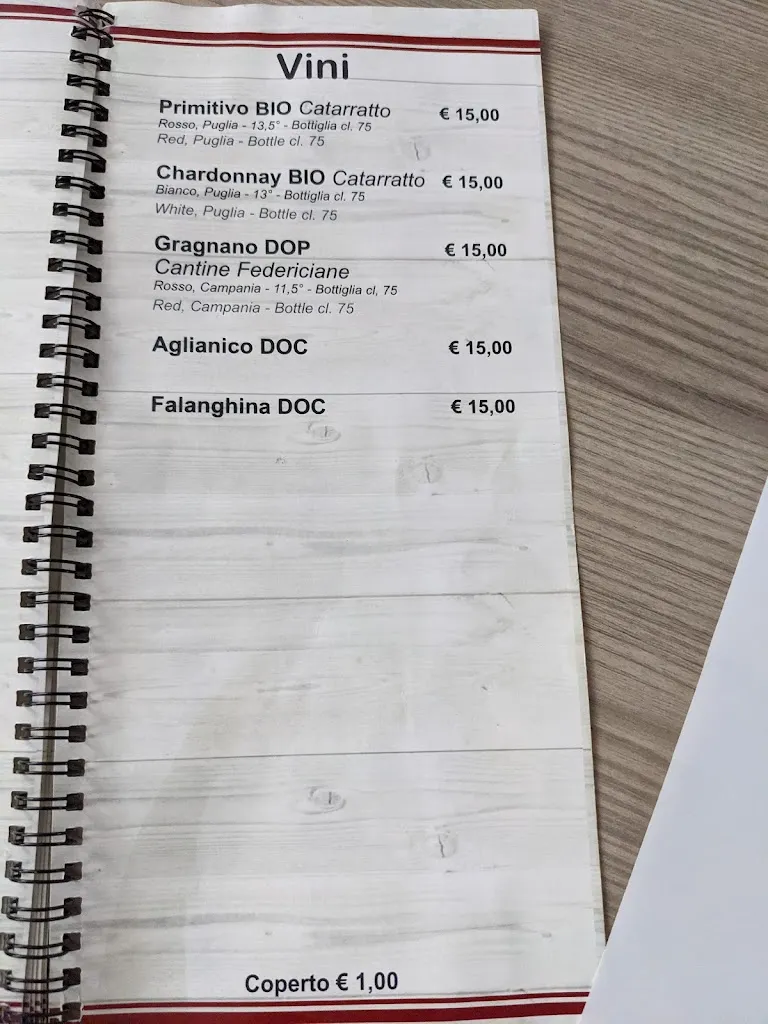 Vini
Primitivo BIO Catarratto € 15,00
Rosso, Puglia - 13,5° - Bottiglia cl. 75
Red, Puglia - Bottle cl. 75
Chardonnay BIO Catarratto € 15,00
Bianco, Puglia - 13° - Bottiglia cl. 75
White, Puglia - Bottle cl. 75
Gragnano DOP € 15,00
Cantine Federiciane
Rosso, Campania - 11,5° - Bottiglia cl, 75
Red, Campania - Bottle cl. 75
Aglianico DOC € 15,00
Falanghina DOC € 15,00
Coperto € 1,00